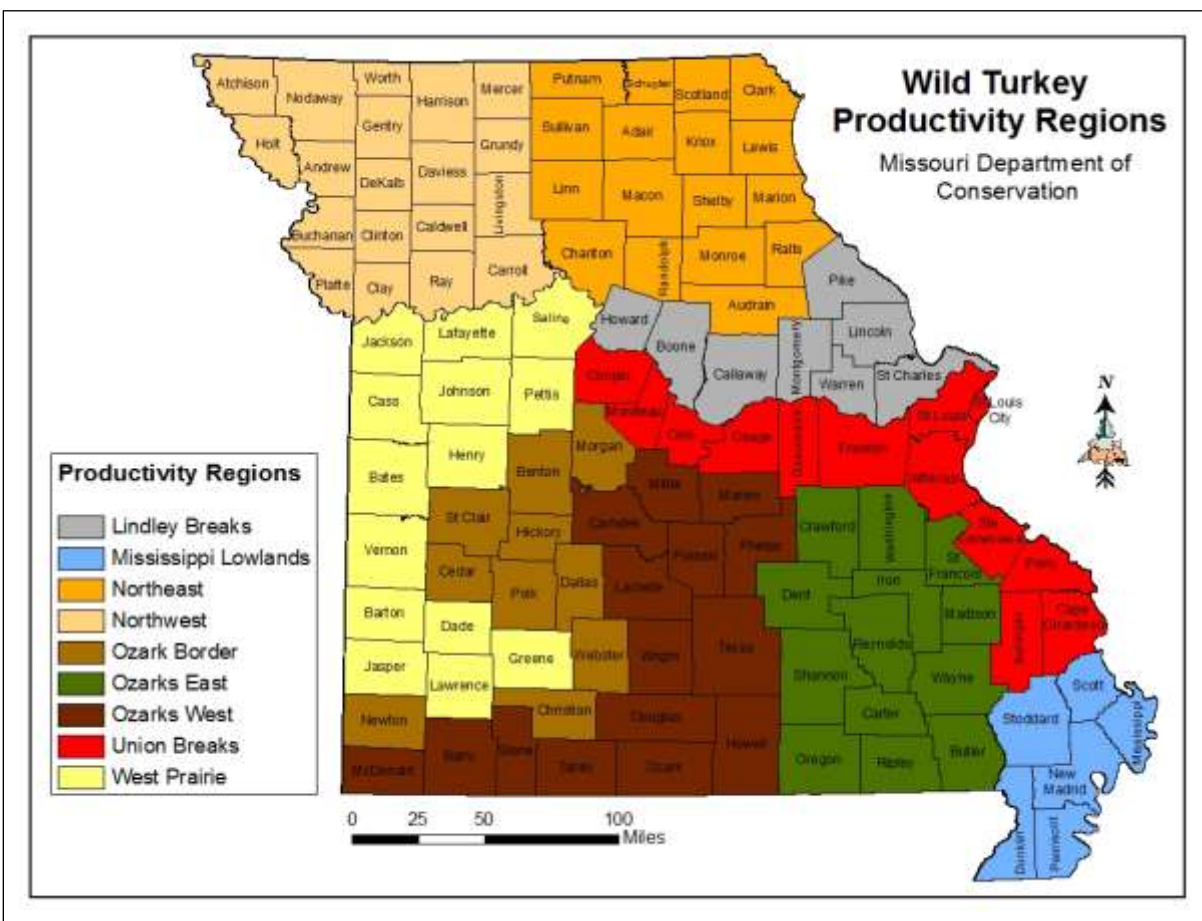 Wild Turkey
Productivity Regions
Missouri Department of
Conservation
Atchison
Nodaway
Worth
Harrison
Mercer
Putnam
Schuyler
Scotland
Clark
Holt
Gentry
Sullivan
Adair
Knox
Lewis
Andrew
DeKalb
Daviess
Grundy
Livingston
Linn
Macon
Shelby
Marion
Buchanan
Clinton
Caldwell
Chariton
Randolph
Monroe
Ralls
Platte
Clay
Ray
Carroll
Audrain
Pike
Jackson
Lafayette
Saline
Howard
Boone
Callaway
Montgomery
Lincoln
Warren
St Charles
Cass
Johnson
Pettis
Cooper
Moniteau
Cole
Osage
Gasconade
Franklin
St Louis
St Louis
City
N
Bates
Henry
Benton
Morgan
Miller
Maries
Jefferson
Vernon
St Clair
Hickory
Camden
Pulaski
Phelps
Crawford
Washington
Ste
Genevieve
St
Francois
Perry
Cedar
Polk
Dallas
Laclede
Dent
Iron
Madison
Cape
Girardeau
Bollinger
Barton
Dade
Jasper
Lawrence
Greene
Webster
Wright
Texas
Shannon
Reynolds
Wayne
Newton
Christian
Douglas
Howell
Carter
Butler
McDonald
Barry
Stone
Taney
Ozark
Oregon
Ripley
Stoddard
Scott
Mississippi
New
Madrid
Dunklin
Pemiscot
Productivity Regions
Lindley Breaks
Mississippi Lowlands
Northeast
Northwest
Ozark Border
Ozarks East
Ozarks West
Union Breaks
West Prairie
0 25 50 100
Miles